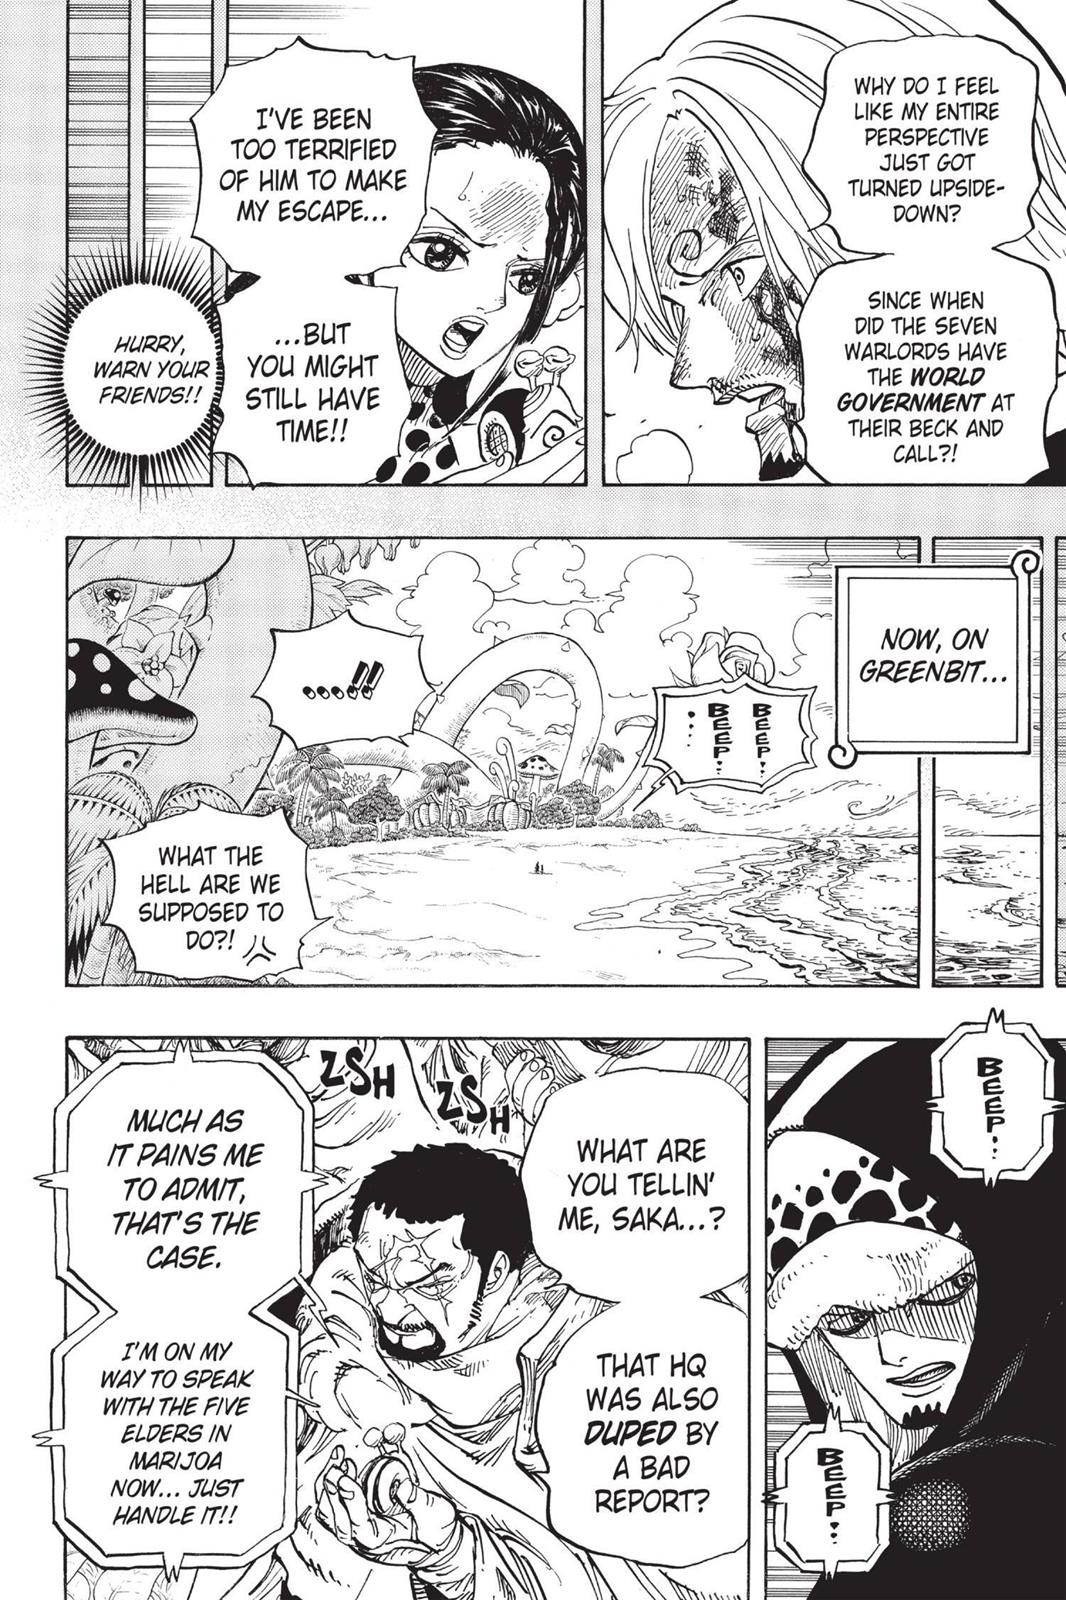 WHY DO I FEEL
LIKE MY ENTIRE
PERSPECTIVE
JUST GOT
TURNED UPSIDE-
DOWN?
SINCE WHEN
DID THE SEVEN
WARLORDS HAVE
THE WORLD
GOVERNMENT AT
THEIR BECK AND
CALL?!
I'VE BEEN
TOO TERRIFIED
OF HIM TO MAKE
MY ESCAPE...
...BUT
YOU MIGHT
STILL HAVE
TIME!!
HURRY,
WARN YOUR
FRIENDS!!
NOW, ON
GREENBIT...
BEEP...
BEEP...
...!!
WHAT THE
HELL ARE WE
SUPPOSED TO
DO?!
BEEP...
BEEP...
WHAT ARE
YOU TELLIN'
ME, SAKA...?
THAT HQ
WAS ALSO
DUPED BY
A BAD
REPORT?
ZSH
ZSH
MUCH AS
IT PAINS ME
TO ADMIT,
THAT'S THE
CASE.
I'M ON MY
WAY TO SPEAK
WITH THE FIVE
ELDERS IN
MARIJOA
NOW... JUST
HANDLE IT!!